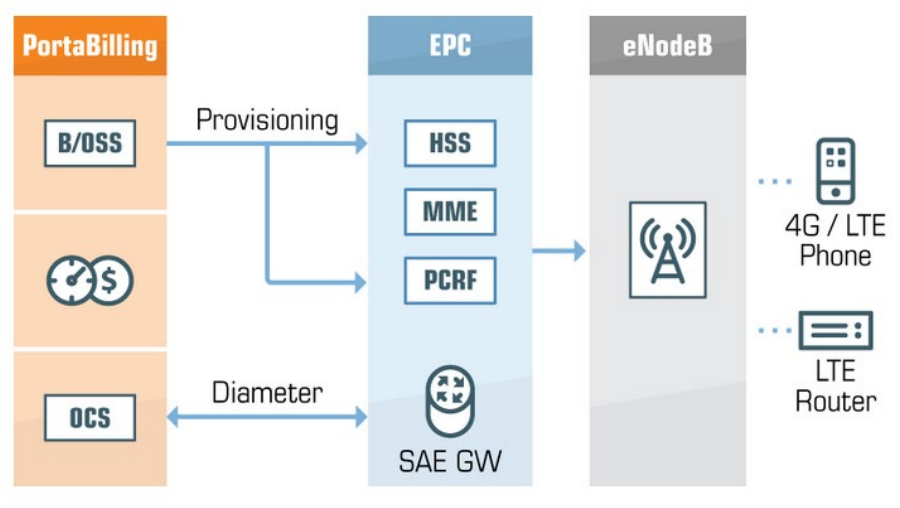 PortaBilling
EPC
eNodeB
B/OSS
Provisioning
HSS
MME
PCRF
$
4G / LTE
Phone
OCS
Diameter
SAE GW
LTE
Router